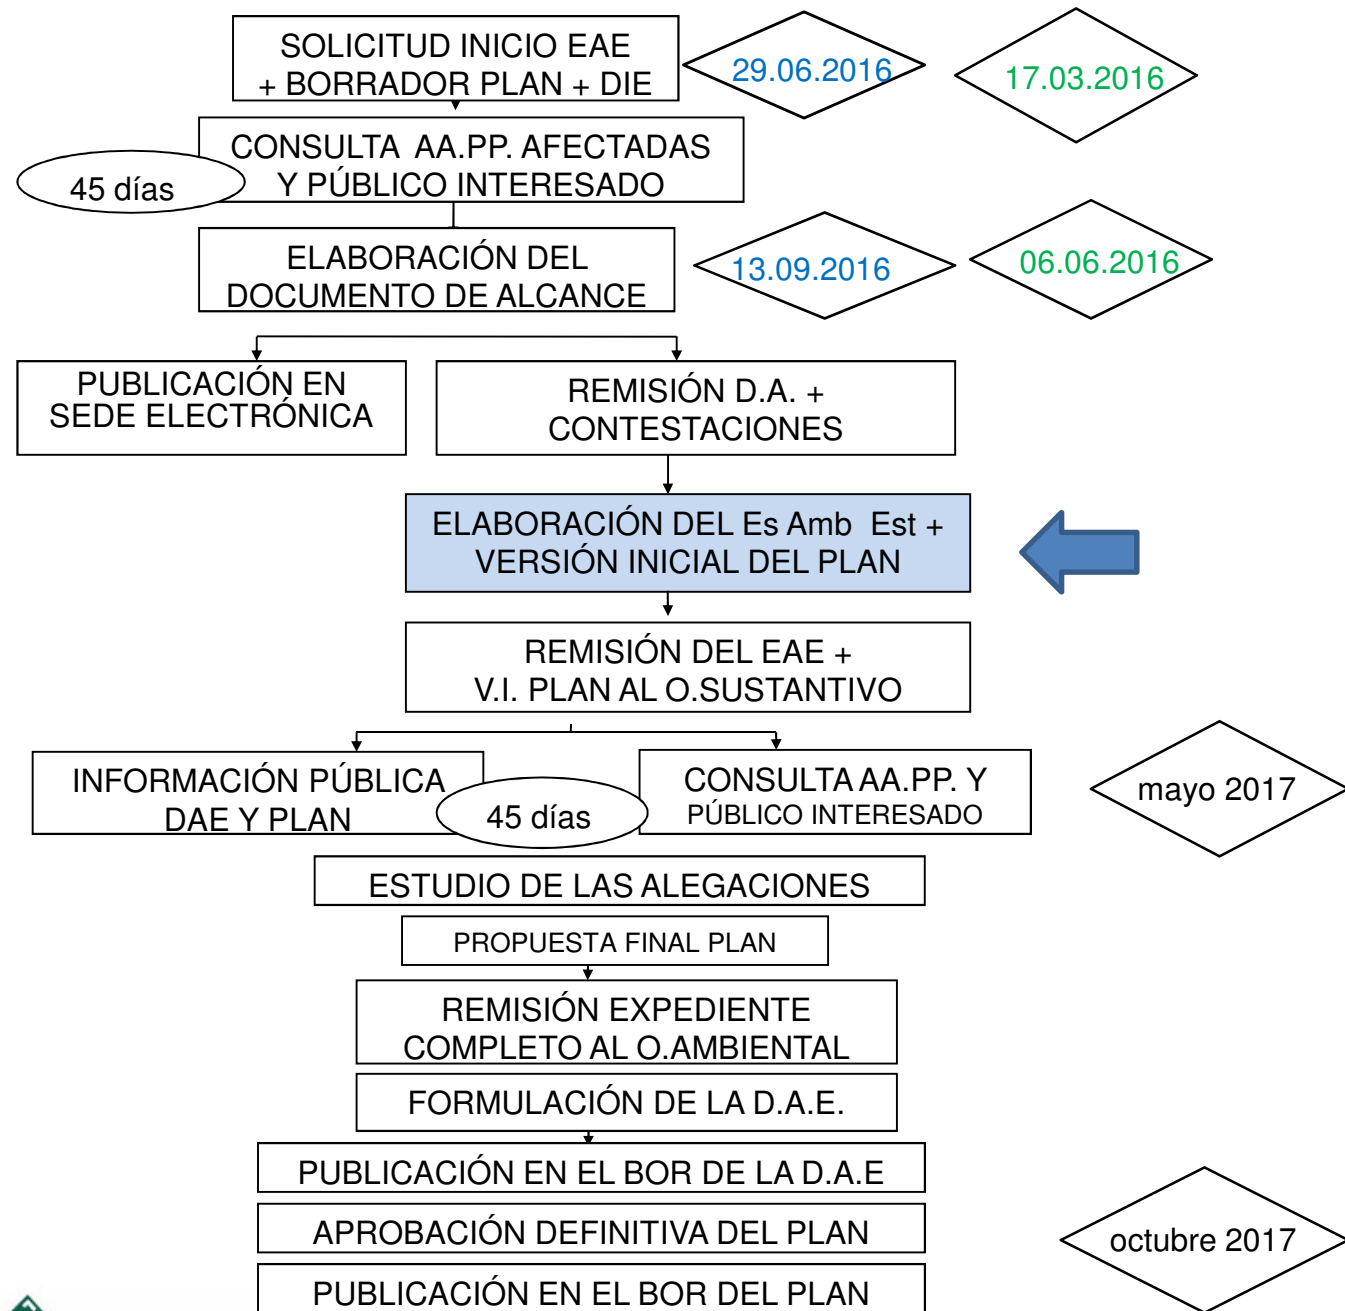 SOLICITUD INICIO EAE
+ BORRADOR PLAN + DIE
29.06.2016
17.03.2016
CONSULTA AA.PP. AFECTADAS
Y PÚBLICO INTERESADO
45 días
ELABORACIÓN DEL
DOCUMENTO DE ALCANCE
13.09.2016
06.06.2016
PUBLICACIÓN EN
SEDE ELECTRÓNICA
REMISIÓN D.A. +
CONTESTACIONES
ELABORACIÓN DEL Es Amb Est +
VERSIÓN INICIAL DEL PLAN
REMISIÓN DEL EAE +
V.I. PLAN AL O.SUSTANTIVO
INFORMACIÓN PÚBLICA
DAE Y PLAN
45 días
CONSULTA AA.PP. Y
PÚBLICO INTERESADO
mayo 2017
ESTUDIO DE LAS ALEGACIONES
PROPUESTA FINAL PLAN
REMISIÓN EXPEDIENTE
COMPLETO AL O.AMBIENTAL
FORMULACIÓN DE LA D.A.E.
PUBLICACIÓN EN EL BOR DE LA D.A.E
APROBACIÓN DEFINITIVA DEL PLAN
octubre 2017
PUBLICACIÓN EN EL BOR DEL PLAN